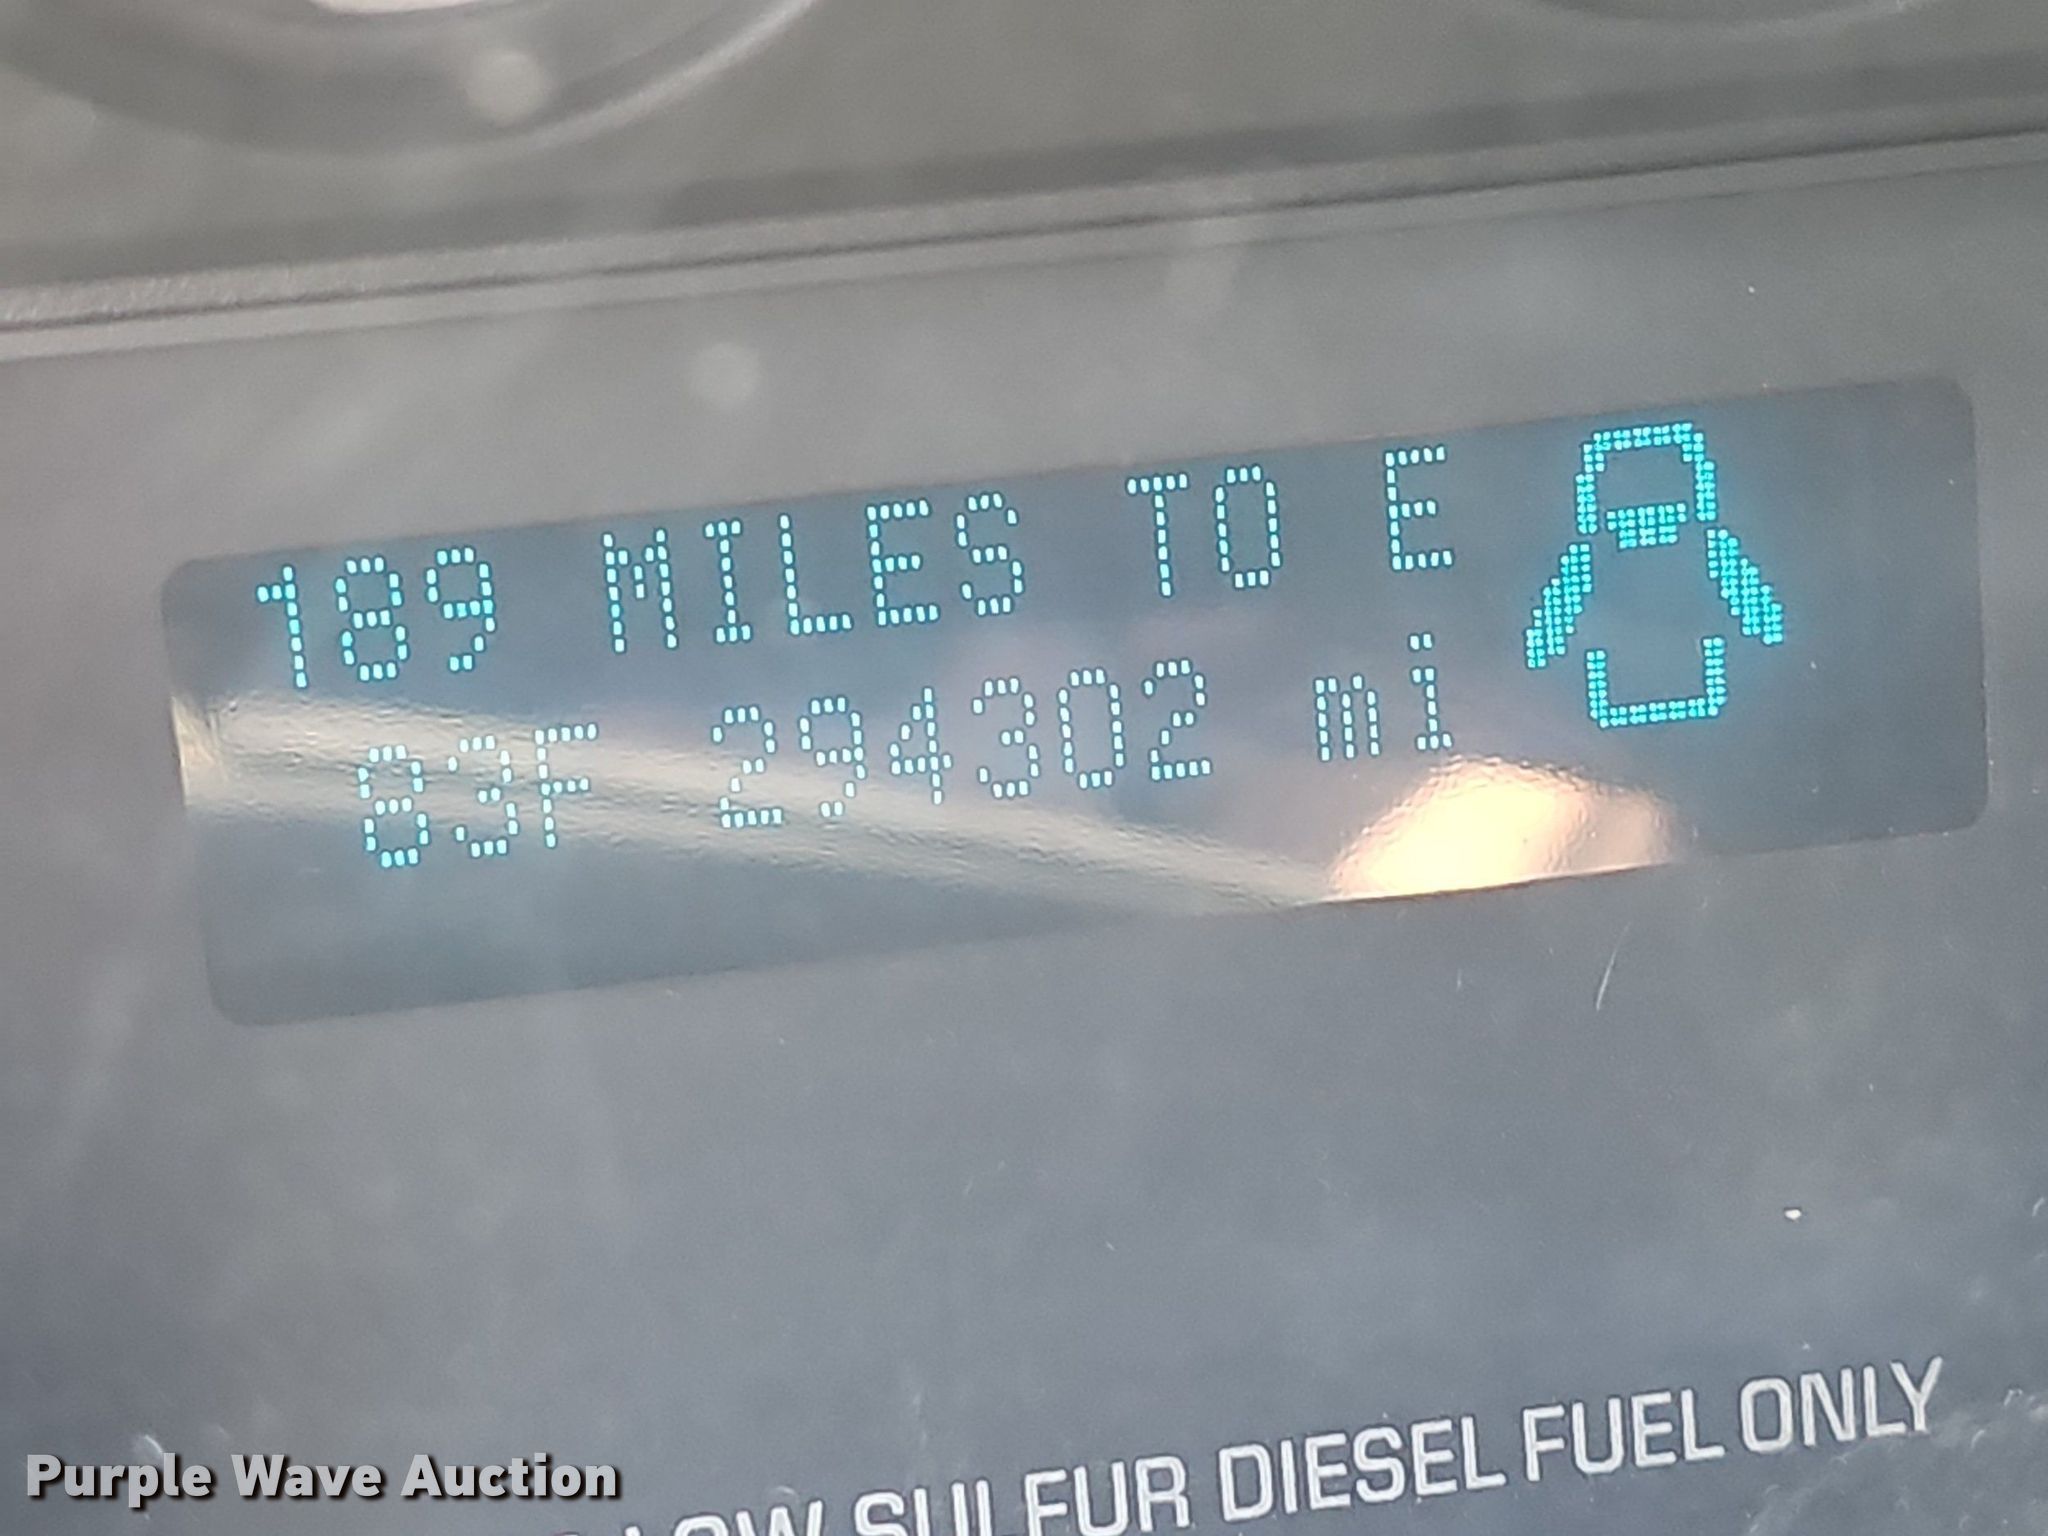 189 MILES TO E
83F 294302 mi
LOW SULFUR DIESEL FUEL ONLY
Purple Wave Auction